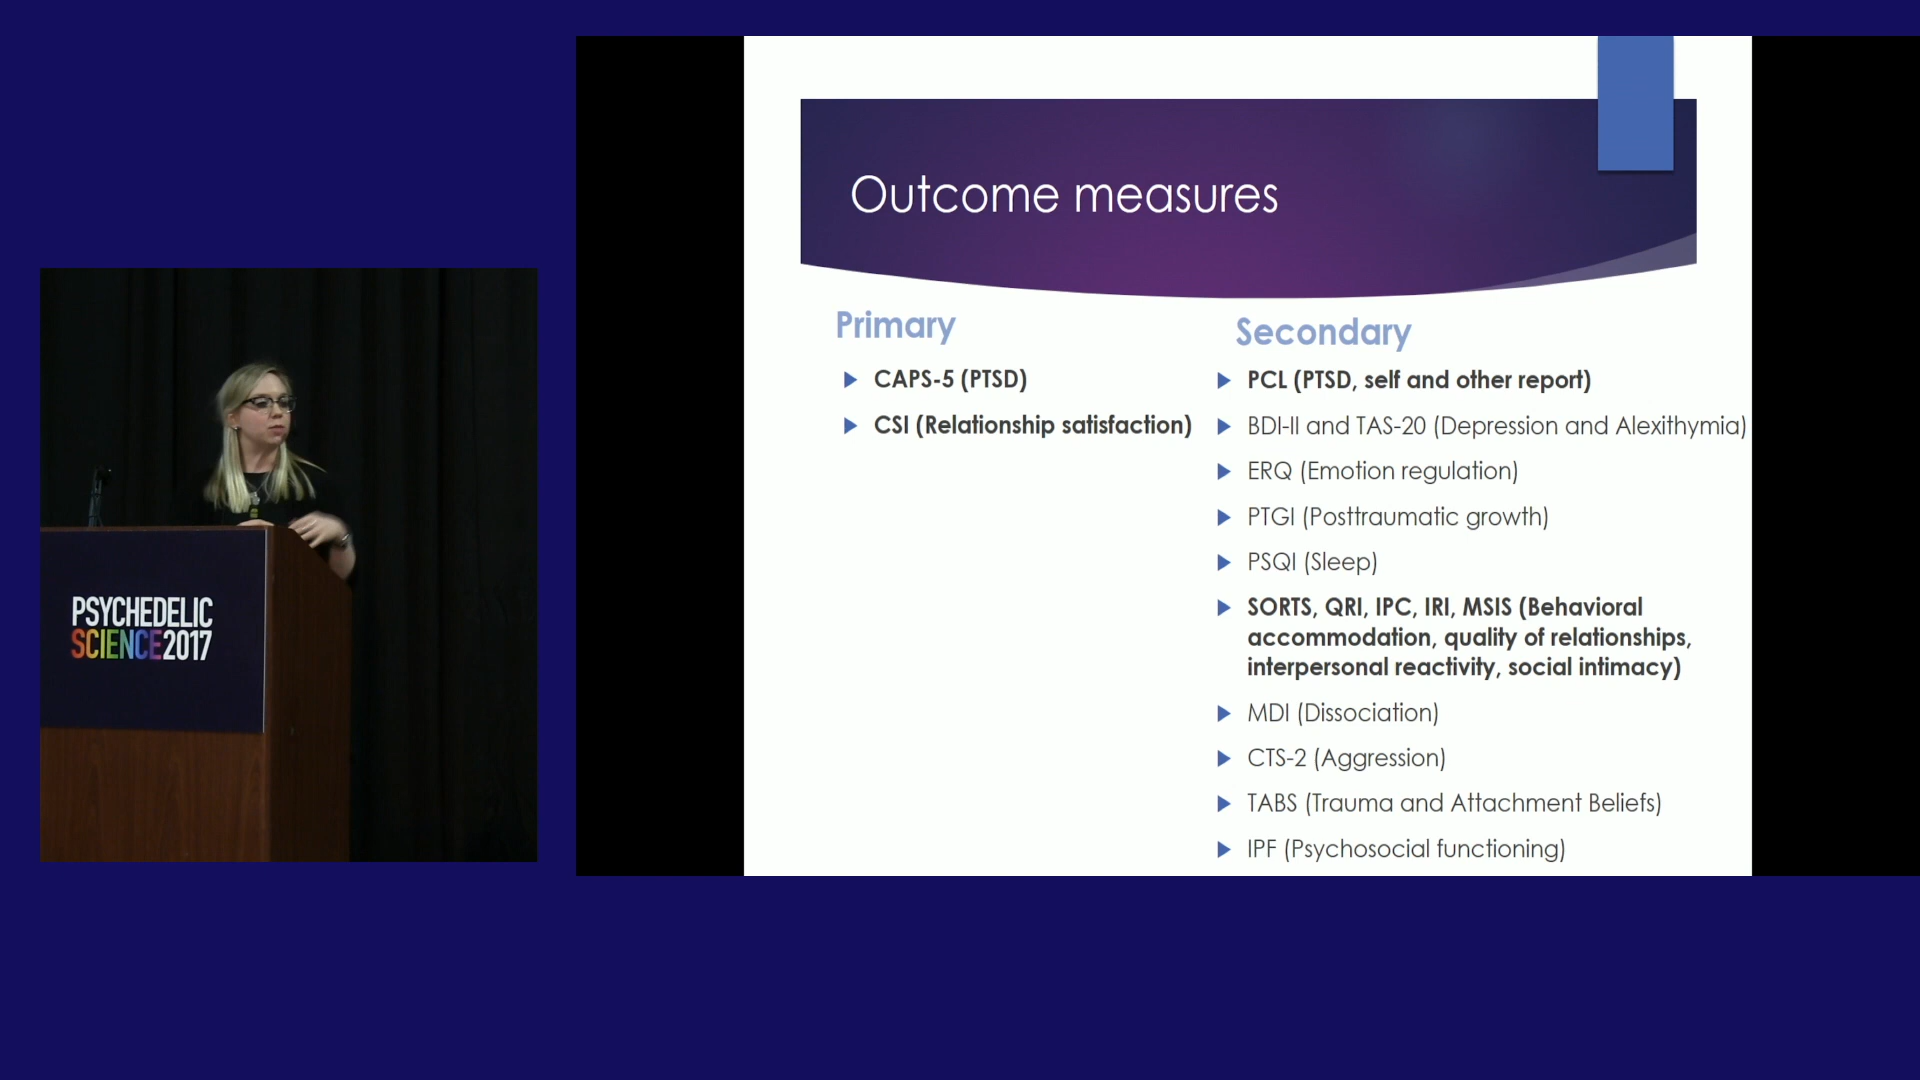 Outcome measures
Primary
CAPS-5 (PTSD)
CSI (Relationship satisfaction)
Secondary
PCL (PTSD, self and other report)
BDI-II and TAS-20 (Depression and Alexithymia)
ERQ (Emotion regulation)
PTGI (Posttraumatic growth)
PSQI (Sleep)
SORTS, QRI, IPC, IRI, MSIS (Behavioral
accommodation, quality of relationships,
interpersonal reactivity, social intimacy)
MDI (Dissociation)
CTS-2 (Aggression)
TABS (Trauma and Attachment Beliefs)
IPF (Psychosocial functioning)
PSYCHEDELIC
SCIENCE2017